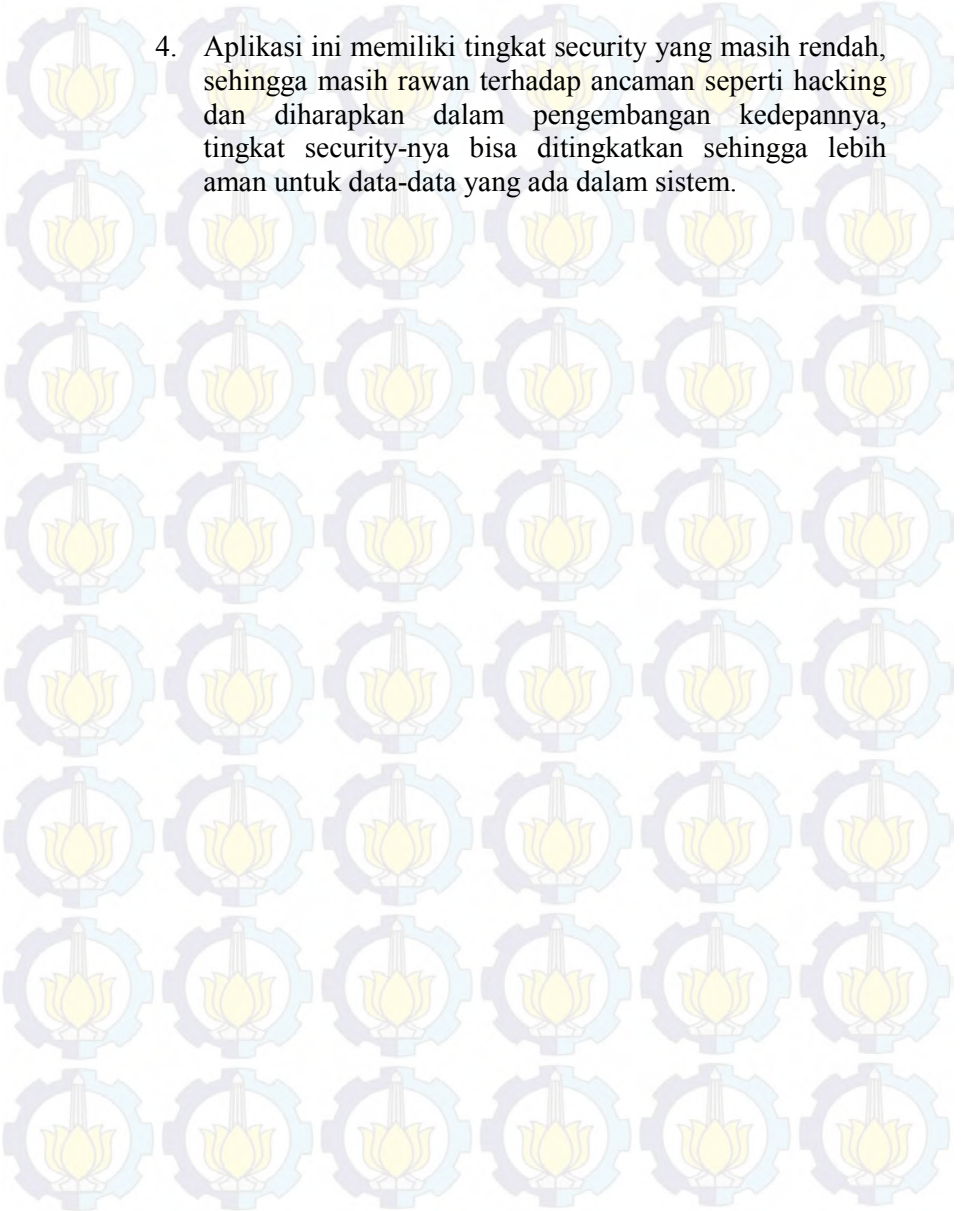 4. Aplikasi ini memiliki tingkat security yang masih rendah,
sehingga masih rawan terhadap ancaman seperti hacking
dan diharapkan dalam pengembangan kedepannya,
tingkat security-nya bisa ditingkatkan sehingga lebih
aman untuk data-data yang ada dalam sistem.